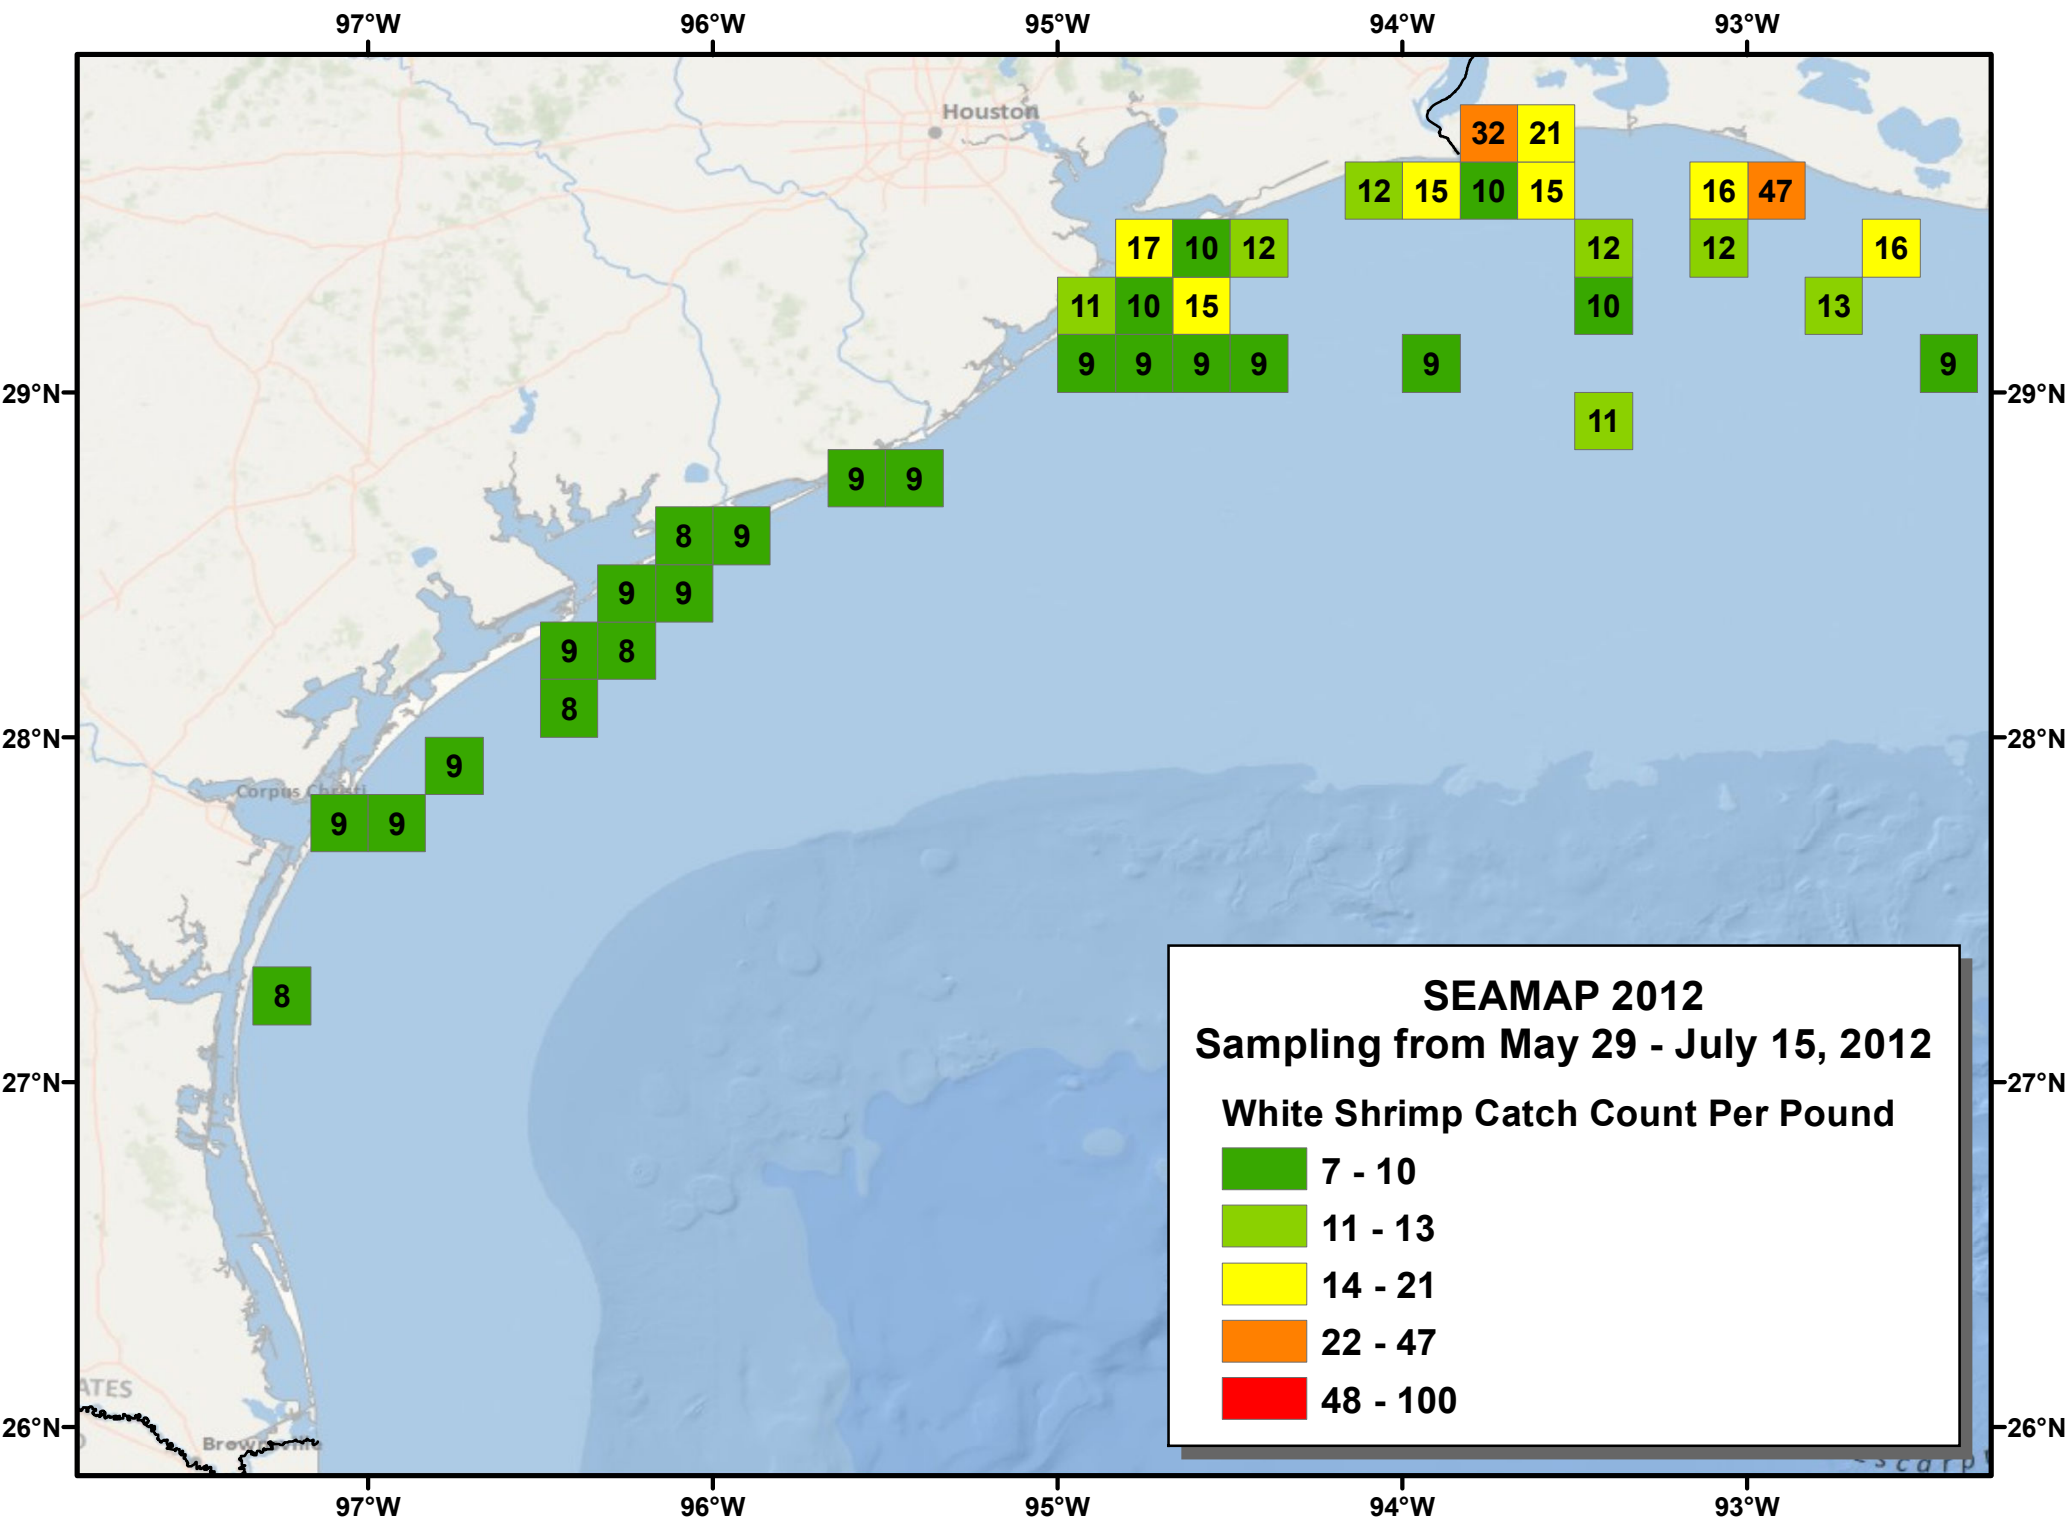 97°W 96°W 95°W 94°W 93°W
Houston
32 21
12 15 10 15 16 47
17 10 12 12 12 16
11 10 15 10 13
9 9 9 9 9 9
29°N 29°N
11
9 9
8 9
9 9
9 8
8
28°N 28°N
9
Corpus Christi
9 9
8
SEAMAP 2012
Sampling from May 29 - July 15, 2012
27°N 27°N
White Shrimp Catch Count Per Pound
7 - 10
11 - 13
14 - 21
22 - 47
48 - 100
ATES
26°N 26°N
Brownsville
97°W 96°W 95°W 94°W 93°W